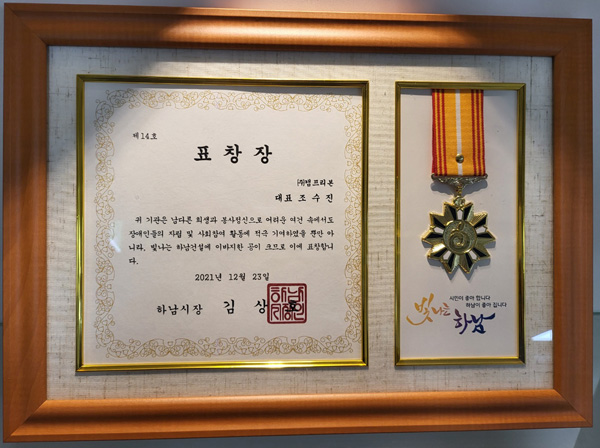 제14호
표 창 장
㈜맵프리본
대표 조 수 진
귀 기관은 남다른 희생과 봉사정신으로 어려운 여건 속에서도
장애인들의 자립 및 사회참여 활동에 적극 기여하였을 뿐만 아
니라, 빛나는 하남건설에 이바지한 공이 크므로 이에 표창합니
다.
2021년 12월 23일
하남시장 김 상
시민이 좋아 합니다
하남이 좋아 집니다
빛나는
하남